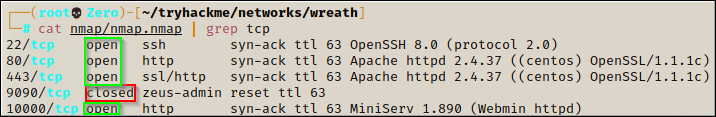 ┌──(root💀Zero)-[~/tryhackme/networks/wreath]
└─# cat nmap/nmap.nmap | grep tcp
22/tcp    open   ssh        syn-ack ttl 63 OpenSSH 8.0 (protocol 2.0)
80/tcp    open   http       syn-ack ttl 63 Apache httpd 2.4.37 ((centos) OpenSSL/1.1.1c)
443/tcp   open   ssl/http   syn-ack ttl 63 Apache httpd 2.4.37 ((centos) OpenSSL/1.1.1c)
9090/tcp  closed zeus-admin reset ttl 63
10000/tcp open   http       syn-ack ttl 63 MiniServ 1.890 (Webmin httpd)